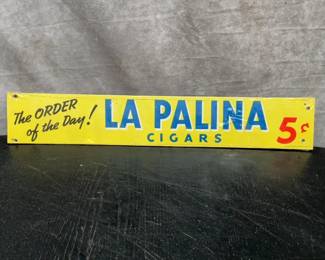 The ORDER
of the Day!
LA PALINA
CIGARS
5¢